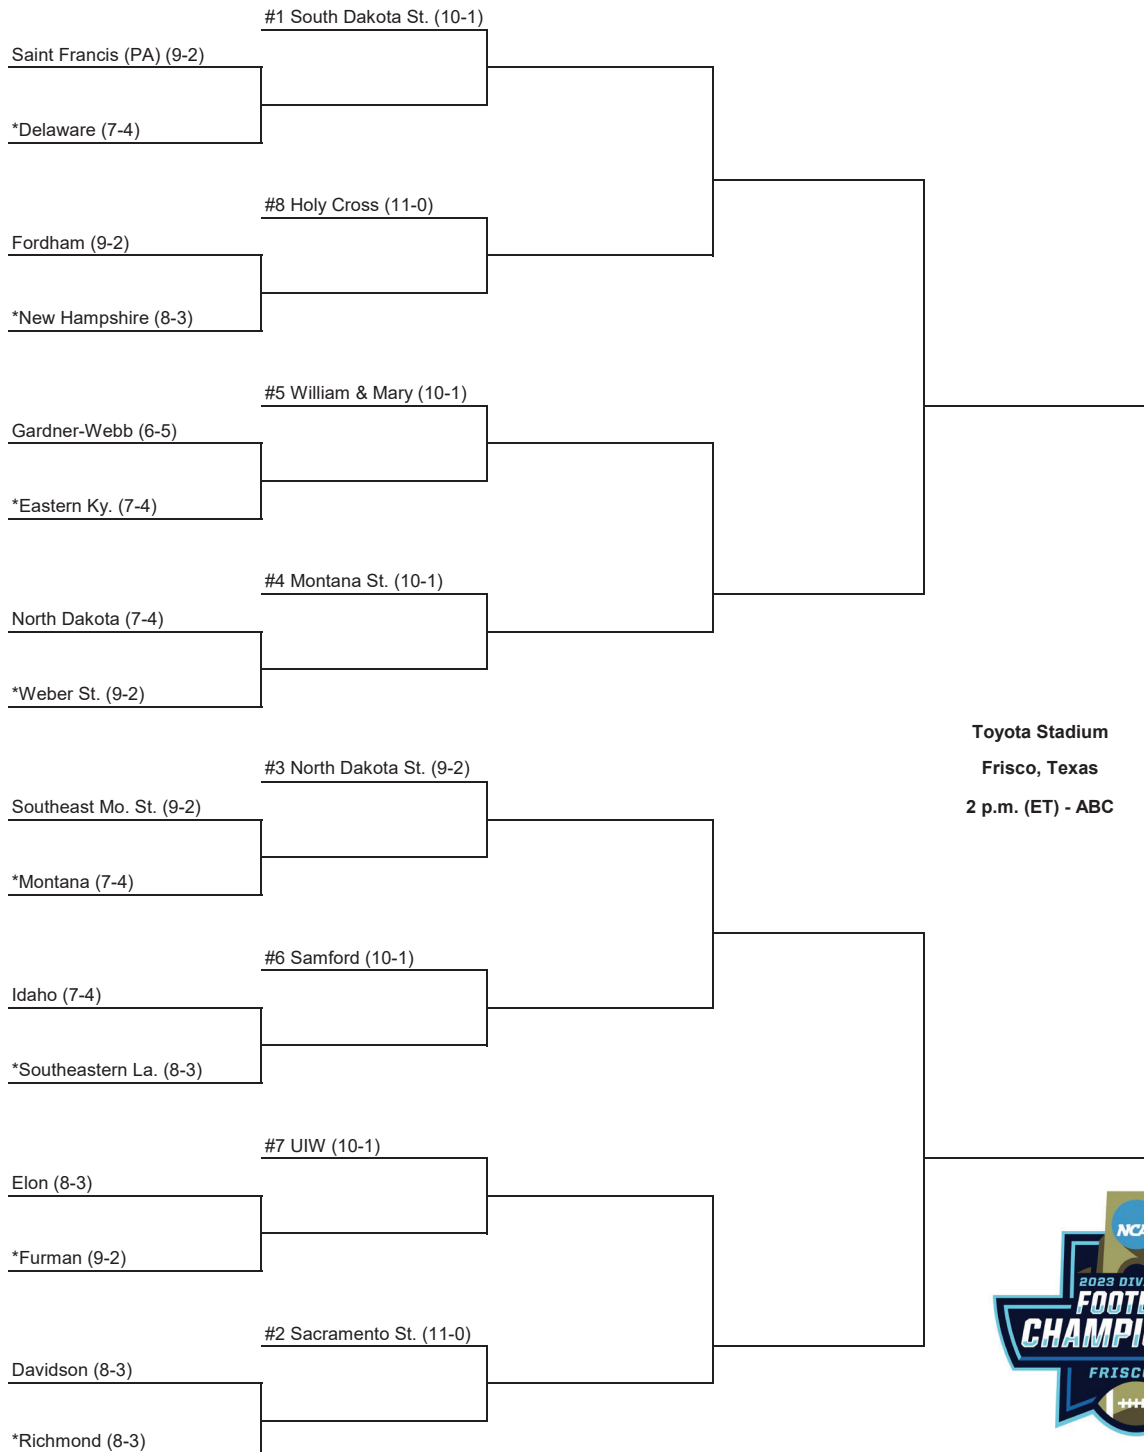 #1 South Dakota St. (10-1)
Saint Francis (PA) (9-2)
*Delaware (7-4)
#8 Holy Cross (11-0)
Fordham (9-2)
*New Hampshire (8-3)
#5 William & Mary (10-1)
Gardner-Webb (6-5)
*Eastern Ky. (7-4)
#4 Montana St. (10-1)
North Dakota (7-4)
*Weber St. (9-2)
Toyota Stadium
Frisco, Texas
2 p.m. (ET) - ABC
#3 North Dakota St. (9-2)
Southeast Mo. St. (9-2)
*Montana (7-4)
#6 Samford (10-1)
Idaho (7-4)
*Southeastern La. (8-3)
#7 UIW (10-1)
Elon (8-3)
*Furman (9-2)
#2 Sacramento St. (11-0)
Davidson (8-3)
*Richmond (8-3)
2023